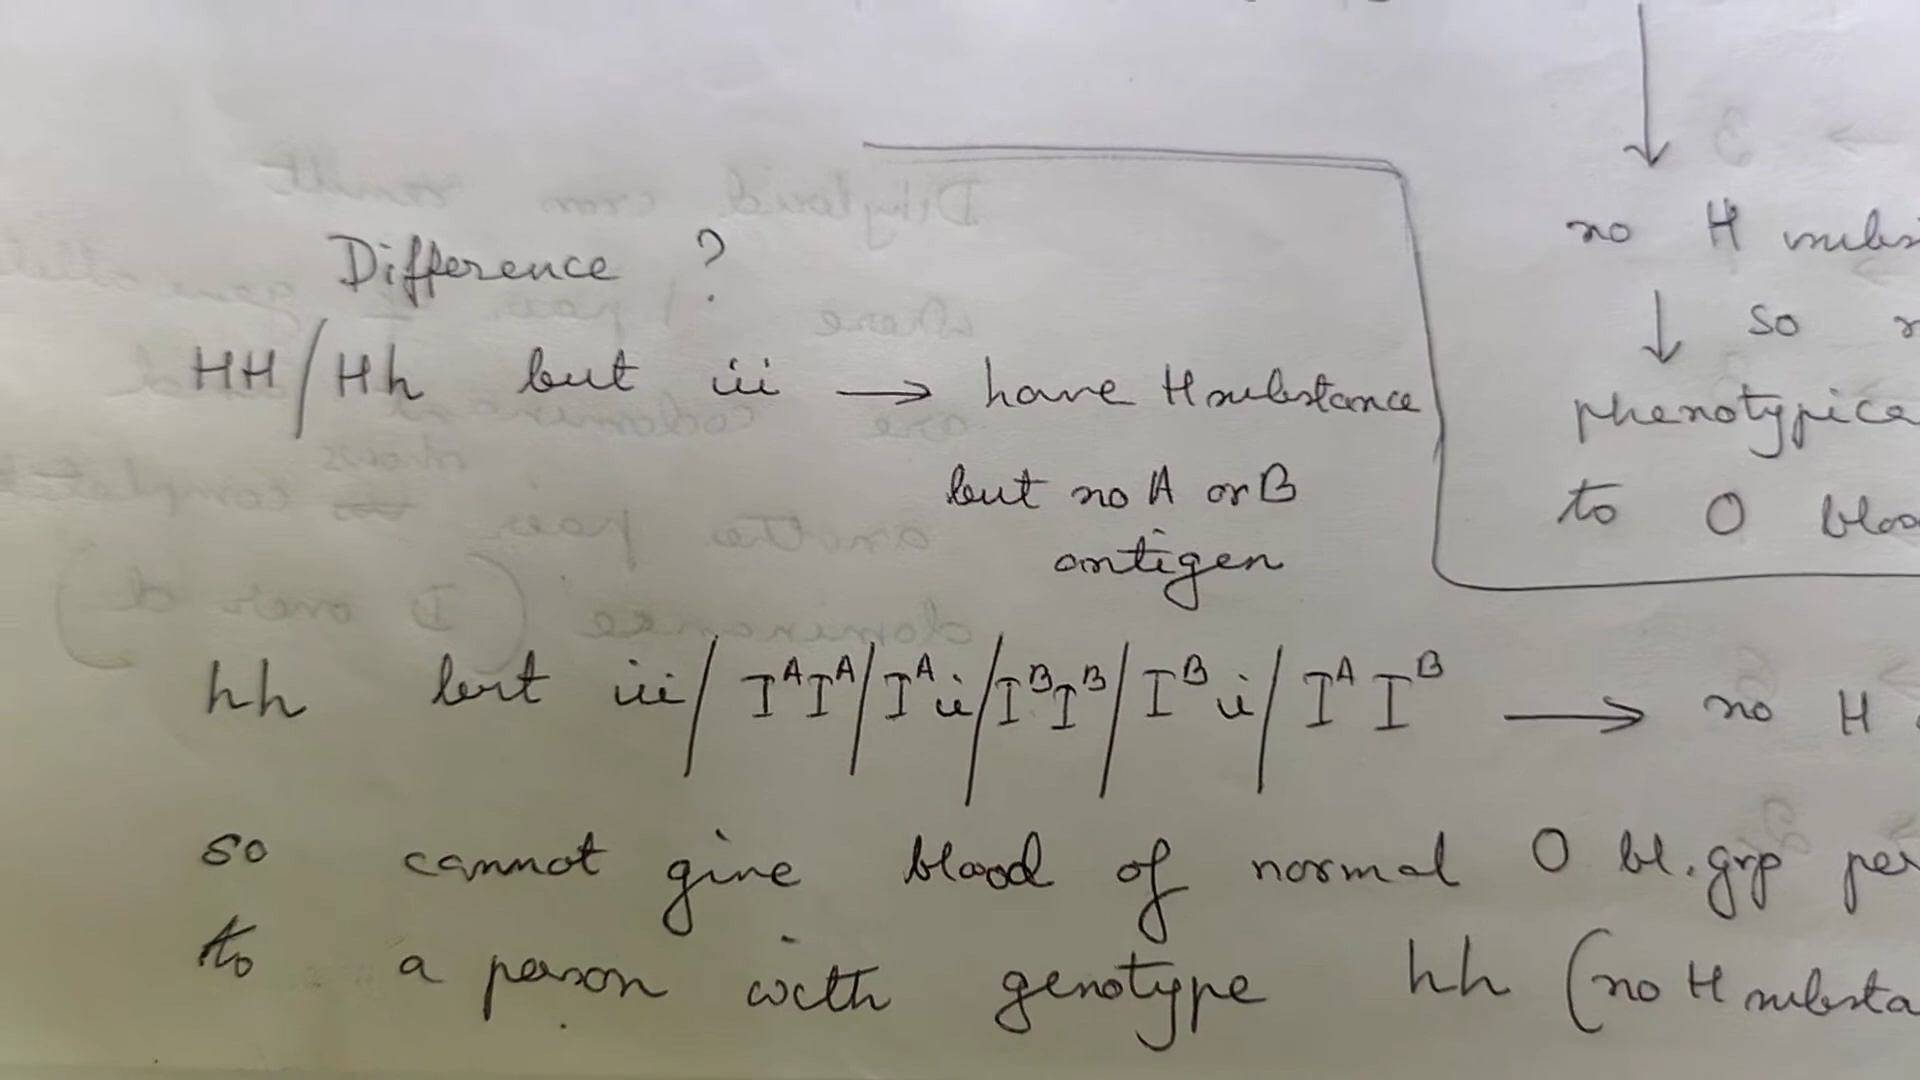 Difference ?
HH/Hh but ii → have H substance
but no A or B
antigen
hh but ii/ IᴬIᴬ/Iᴬi/IᴮIᴮ/Iᴮi/ IᴬIᴮ → no H
so cannot give blood of normal O bl.grp
to a person with genotype hh (no H
no H
↓ so
to O